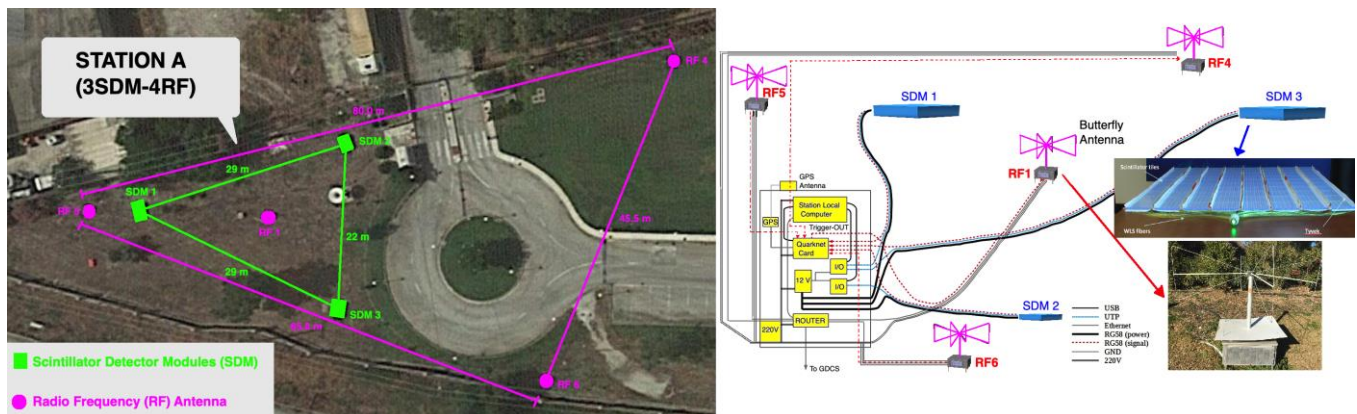 STATION A
(3SDM-4RF)
RF 4
80.0 m
SDM 2
29 m
SDM 1
RF 5
RF 1
22 m
45.5 m
29 m
SDM 3
RF 6
Scintillator Detector Modules (SDM)
Radio Frequency (RF) Antenna
RF4
RF5
SDM 1
SDM 3
Butterfly
Antenna
RF1
Scintillator tiles
WLS fibers
Tyvek
GPS
Antenna
Station Local
Computer
Trigger-OUT
GPS
Quarknet
Card
I/O
12 V
I/O
SDM 2
ROUTER
220V
RF6
To GDCS
USB
UTP
Ethernet
RG58 (power)
RG58 (signal)
GND
220V